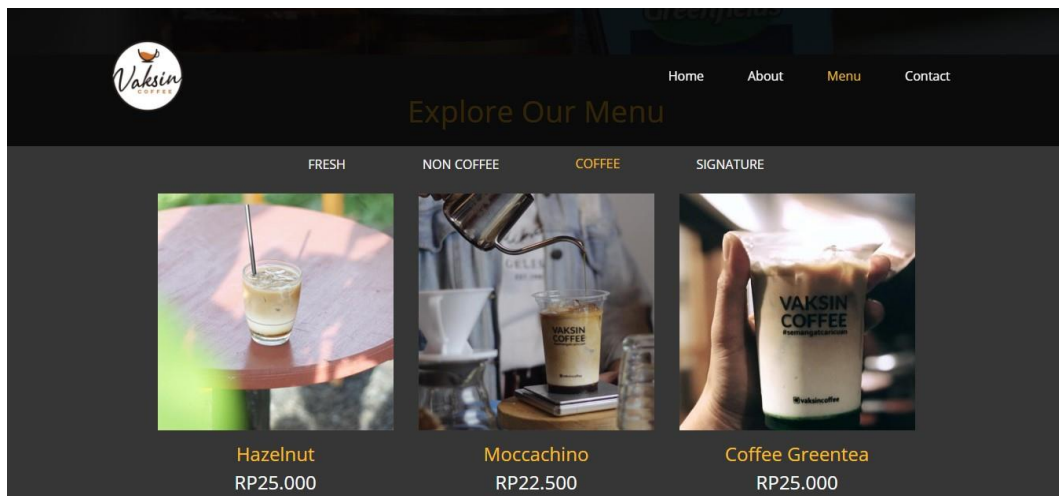 Greenfields
Vaksin
COFFEE
Home About Menu Contact
Explore Our Menu
FRESH NON COFFEE COFFEE SIGNATURE
VAKSIN
COFFEE
VAKSIN
COFFEE
#semangatcaricuan
@vaksincoffee
Hazelnut Moccachino Coffee Greentea
RP25.000 RP22.500 RP25.000